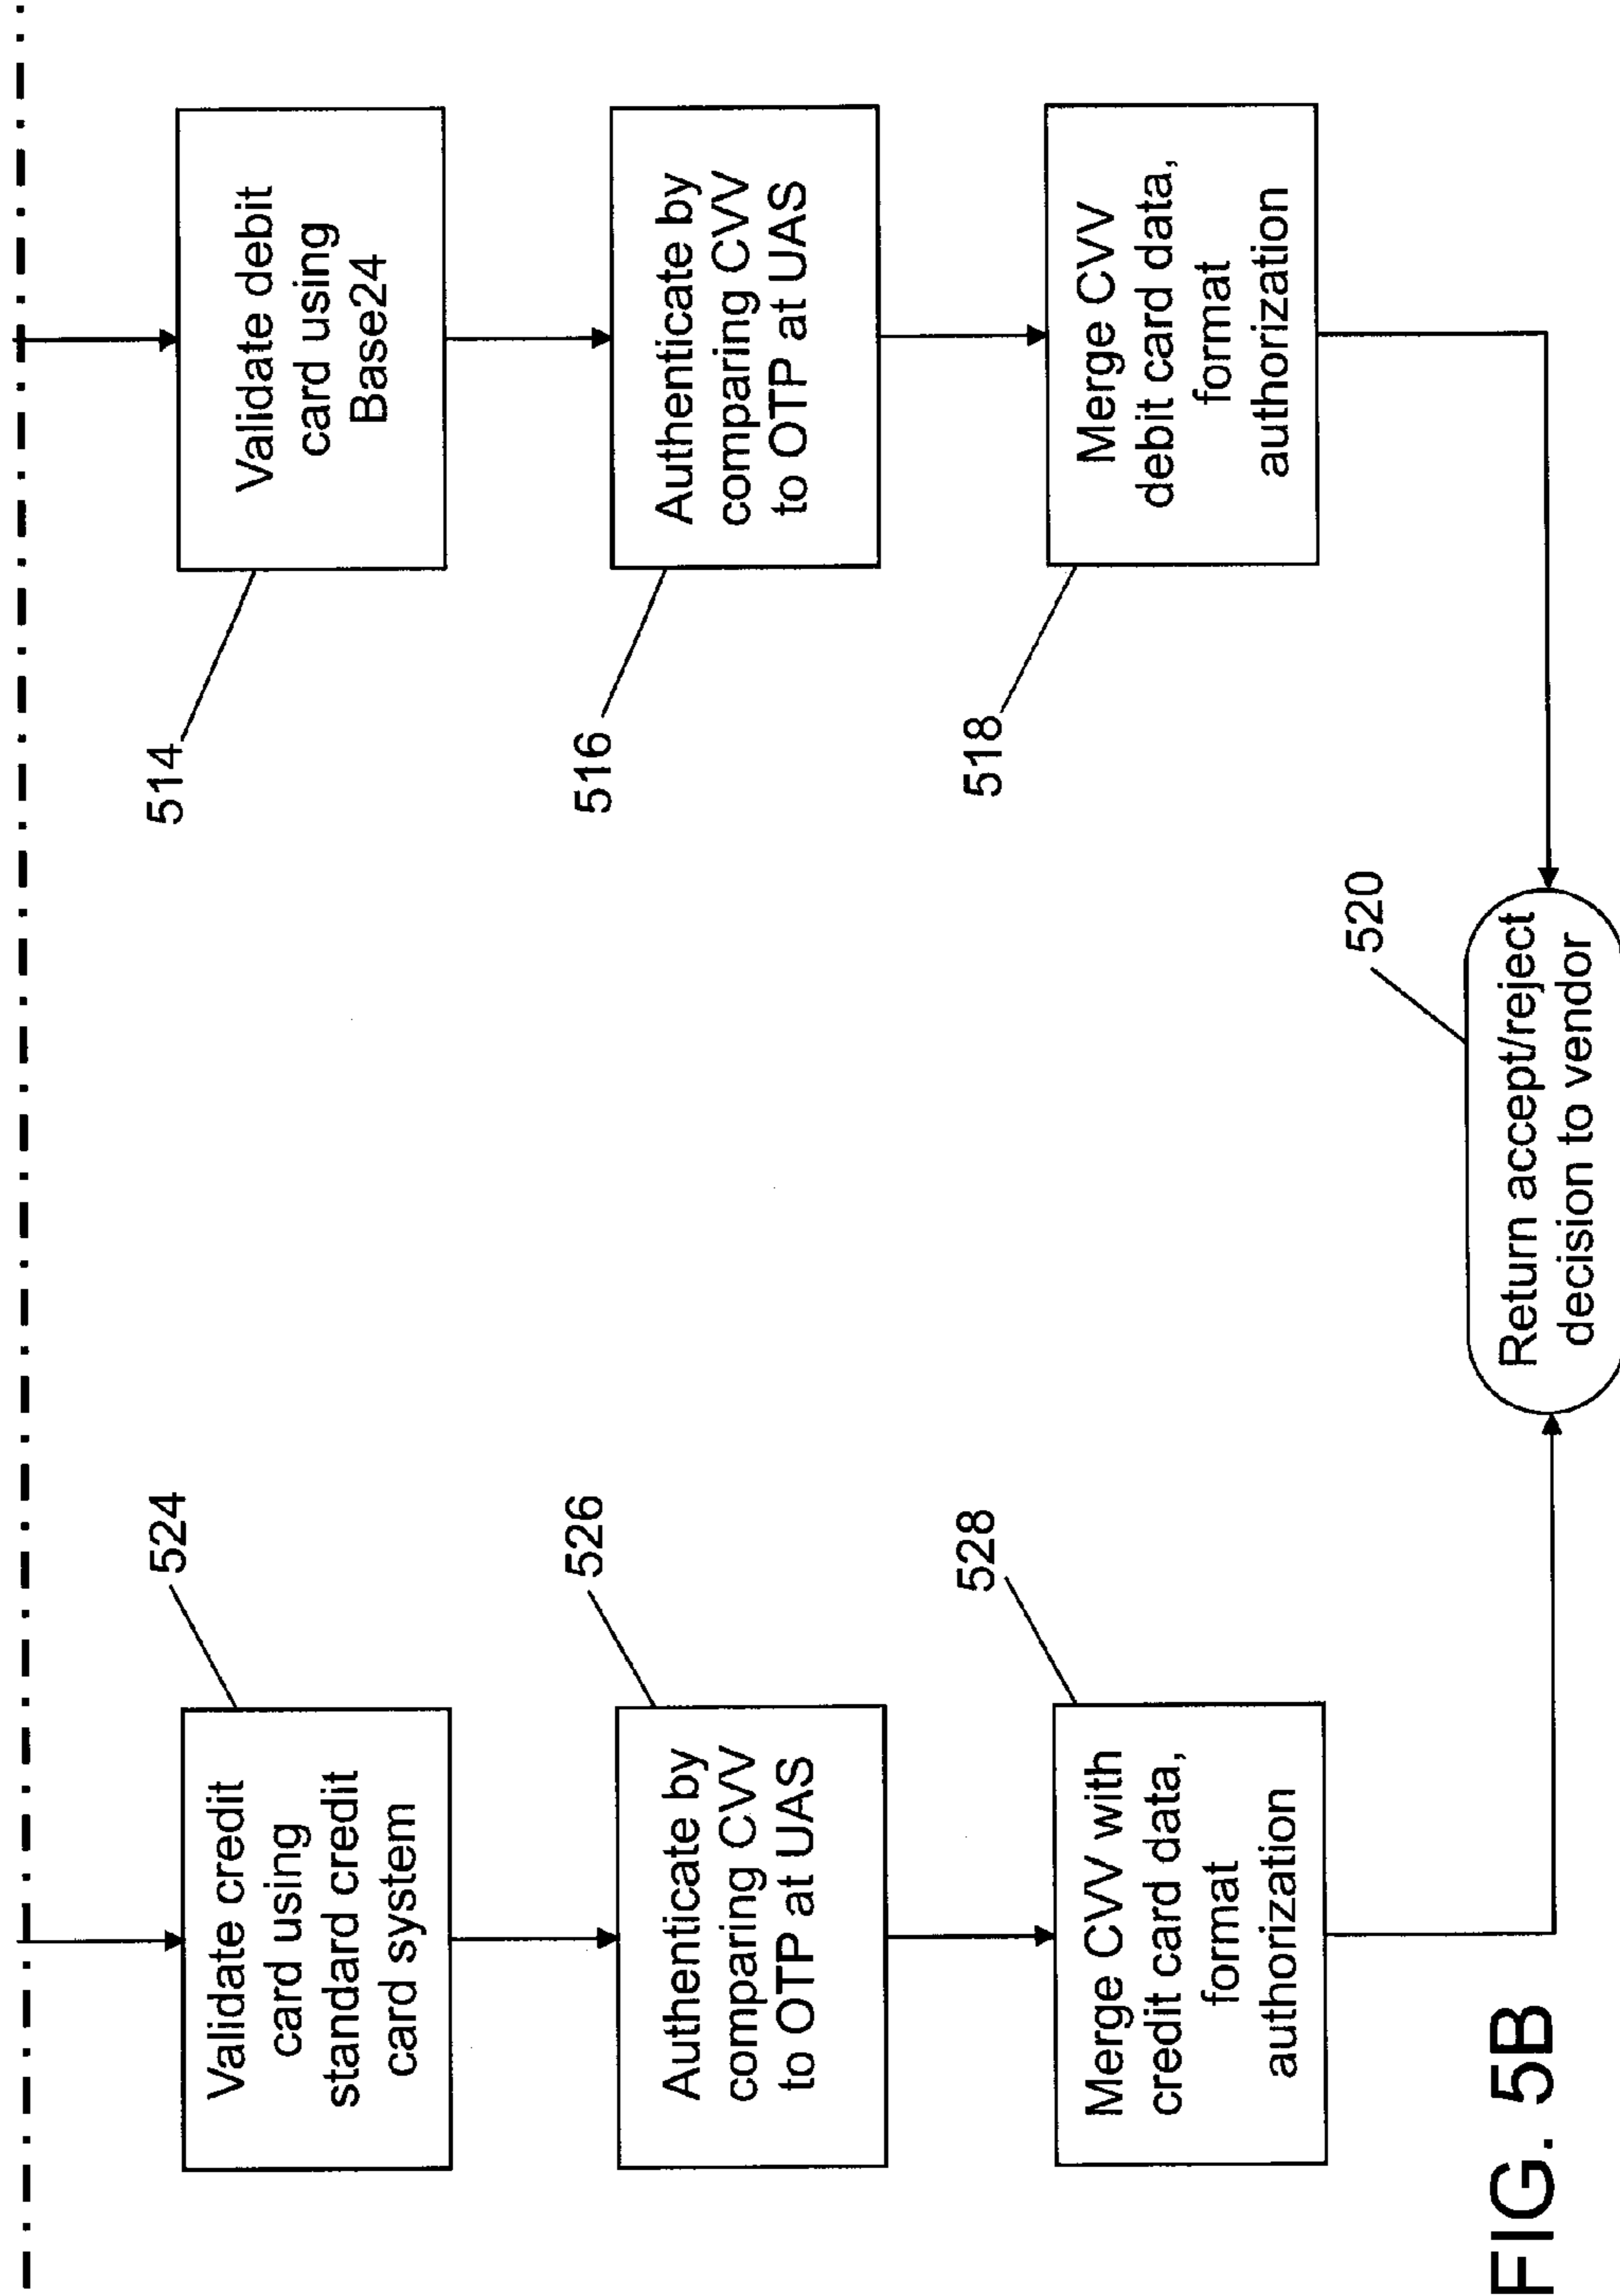 524
Validate credit
card using
standard credit
card system
514
Validate debit
card using
Base24
526
Authenticate by
comparing CVV
to OTP at UAS
516
Authenticate by
comparing CVV
to OTP at UAS
528
Merge CVV with
credit card data,
format
authorization
518
Merge CVV
debit card data,
format
authorization
520
Return accept/reject
decision to vendor
FIG. 5B